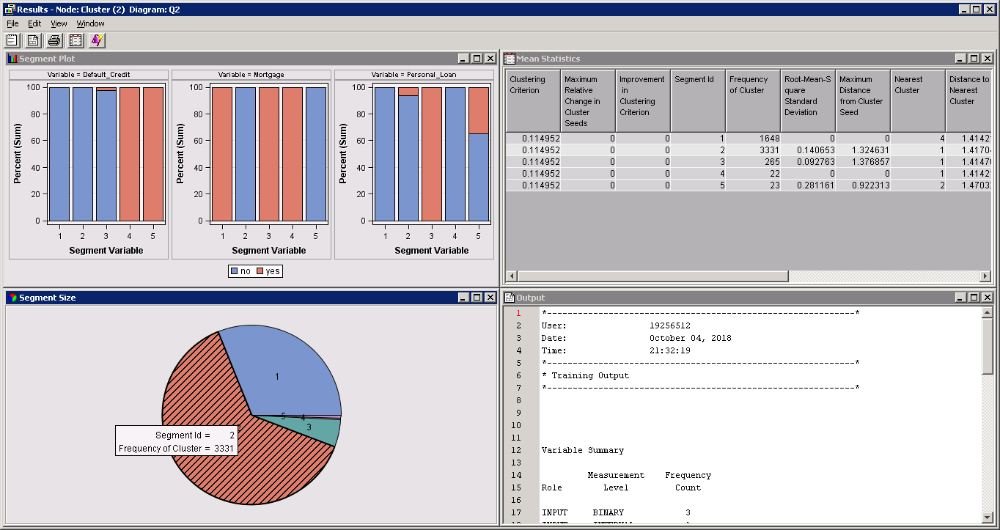 Results - Node: Cluster (2) Diagram: Q2
File Edit View Window
Segment Plot
Variable = Default_Credit
Variable = Mortgage
Variable = Personal_Loan
Percent (Sum)
100
80
60
40
20
0
1 2 3 4 5
Segment Variable
Percent (Sum)
100
80
60
40
20
0
1 2 3 4 5
Segment Variable
Percent (Sum)
100
80
60
40
20
0
1 2 3 4 5
Segment Variable
no yes
Mean Statistics
Clustering Criterion
Maximum Relative Change in Cluster Seeds
Improvement in Clustering Criterion
Segment Id
Frequency of Cluster
Root-Mean-S quare Standard Deviation
Maximum Distance from Cluster Seed
Nearest Cluster
Distance to Nearest Cluster
0.114952 0 0 1 1648 0 0 4 1.4142
0.114952 0 0 2 3331 0.140653 1.324631 1 1.4170
0.114952 0 0 3 265 0.092763 1.376857 1 1.4147
0.114952 0 0 4 22 0 0 1 1.4142
0.114952 0 0 5 23 0.281161 0.922313 2 1.4703
Segment Size
1
5
4
3
Segment Id = 2
Frequency of Cluster = 3331
Output
1 *------------------------------------------------------------*
2 User: 19256512
3 Date: October 04, 2018
4 Time: 21:32:19
5 *------------------------------------------------------------*
6 * Training Output
7 *------------------------------------------------------------*
8
9
10
11
12 Variable Summary
13
14 Measurement Frequency
15 Role Level Count
16
17 INPUT BINARY 3